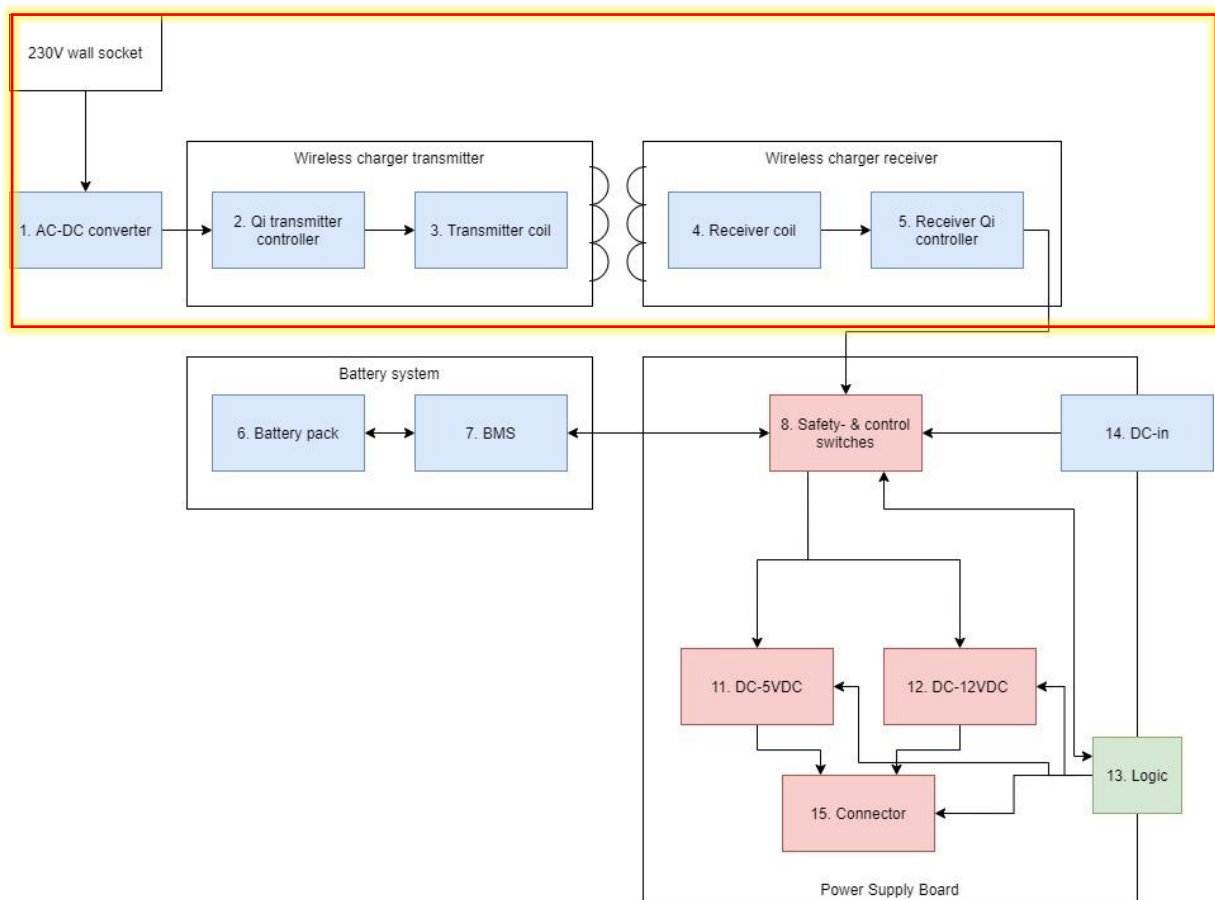 230V wall socket
Wireless charger transmitter
Wireless charger receiver
1. AC-DC converter
2. Qi transmitter
controller
3. Transmitter coil
4. Receiver coil
5. Receiver Qi
controller
Battery system
6. Battery pack
7. BMS
8. Safety- & control
switches
14. DC-in
11. DC-5VDC
12. DC-12VDC
13. Logic
15. Connector
Power Supply Board